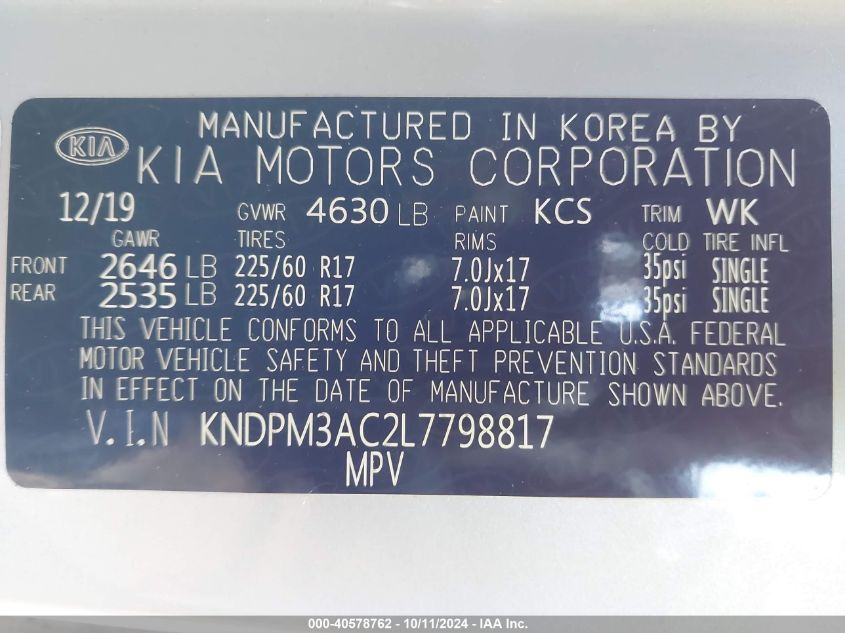 MANUFACTURED IN KOREA BY
KIA KIA MOTORS CORPORATION
12/19 GVWR 4630 LB PAINT KCS TRIM WK
GAWR TIRES RIMS COLD TIRE INFL
FRONT 2646 LB 225/60 R17 7.0Jx17 35psi SINGLE
REAR 2535 LB 225/60 R17 7.0Jx17 35psi SINGLE
THIS VEHICLE CONFORMS TO ALL APPLICABLE U.S.A. FEDERAL
MOTOR VEHICLE SAFETY AND THEFT PREVENTION STANDARDS
IN EFFECT ON THE DATE OF MANUFACTURE SHOWN ABOVE.
V.I.N KNDPM3AC2L7798817
MPV
000-40578762 - 10/11/2024 - IAA Inc.